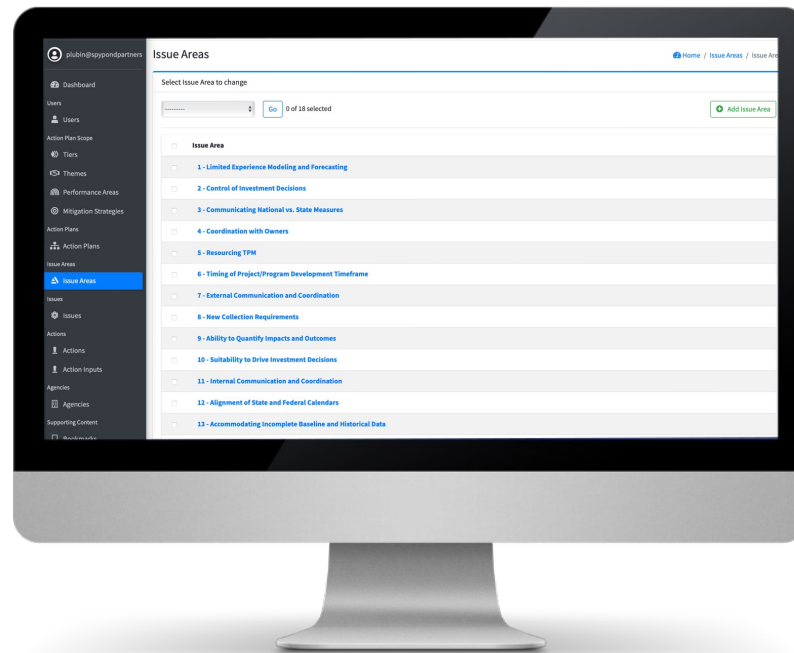 plubin@spypondpartners
Dashboard
Users
Users
Action Plan Scope
Tiers
Themes
Performance Areas
Mitigation Strategies
Action Plans
Action Plans
Issue Areas
Issue Areas
Issues
Issues
Actions
Actions
Action Inputs
Agencies
Agencies
Supporting Content
Bookmarks
Issue Areas
Home / Issue Areas / Issue Are
Select Issue Area to change
---------
Go
0 of 18 selected
Add Issue Area
Issue Area
1 - Limited Experience Modeling and Forecasting
2 - Control of Investment Decisions
3 - Communicating National vs. State Measures
4 - Coordination with Owners
5 - Resourcing TPM
6 - Timing of Project/Program Development Timeframe
7 - External Communication and Coordination
8 - New Collection Requirements
9 - Ability to Quantify Impacts and Outcomes
10 - Suitability to Drive Investment Decisions
11 - Internal Communication and Coordination
12 - Alignment of State and Federal Calendars
13 - Accommodating Incomplete Baseline and Historical Data